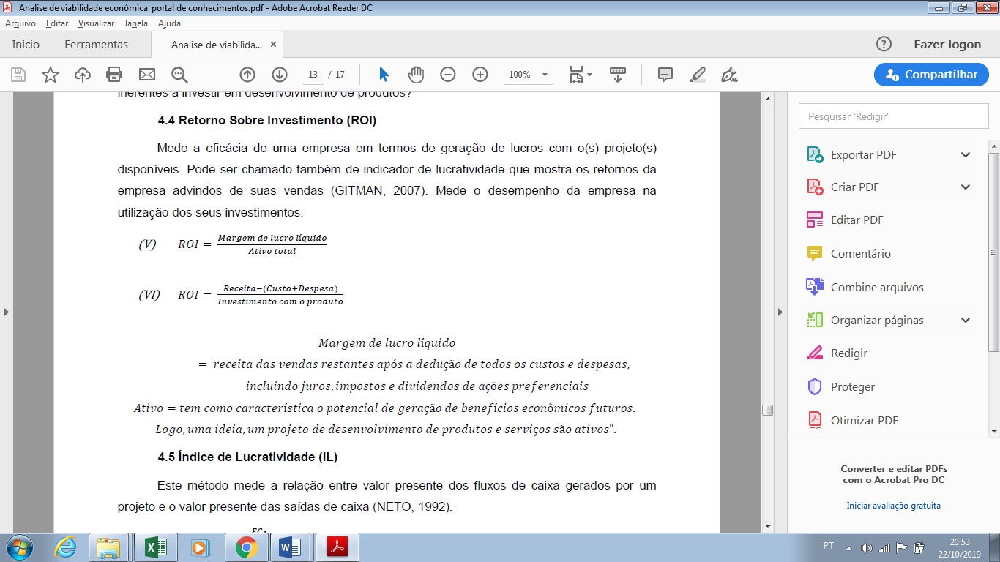 Analise de viabilidade econômica_portal de conhecimentos.pdf - Adobe Acrobat Reader DC
Arquivo Editar Visualizar Janela Ajuda
Início Ferramentas Analise de viabilida... × Fazer logon
13 / 17 100% Compartilhar
inerentes a investir em desenvolvimento de produtos?
4.4 Retorno Sobre Investimento (ROI)
Mede a eficácia de uma empresa em termos de geração de lucros com o(s) projeto(s)
disponíveis. Pode ser chamado também de indicador de lucratividade que mostra os retornos da
empresa advindos de suas vendas (GITMAN, 2007). Mede o desempenho da empresa na
utilização dos seus investimentos.
(V) ROI = Margem de lucro líquido / Ativo total
(VI) ROI = Receita−(Custo+Despesa) / Investimento com o produto
Margem de lucro líquido
= receita das vendas restantes após a dedução de todos os custos e despesas,
incluindo juros, impostos e dividendos de ações preferenciais
Ativo = tem como característica o potencial de geração de benefícios econômicos futuros.
Logo, uma ideia, um projeto de desenvolvimento de produtos e serviços são ativos".
4.5 Índice de Lucratividade (IL)
Este método mede a relação entre valor presente dos fluxos de caixa gerados por um
projeto e o valor presente das saídas de caixa (NETO, 1992).
Pesquisar 'Redigir'
Exportar PDF
Criar PDF
Editar PDF
Comentário
Combine arquivos
Organizar páginas
Redigir
Proteger
Otimizar PDF
Converter e editar PDFs
com o Acrobat Pro DC
Iniciar avaliação gratuita
PT 20:53
22/10/2019